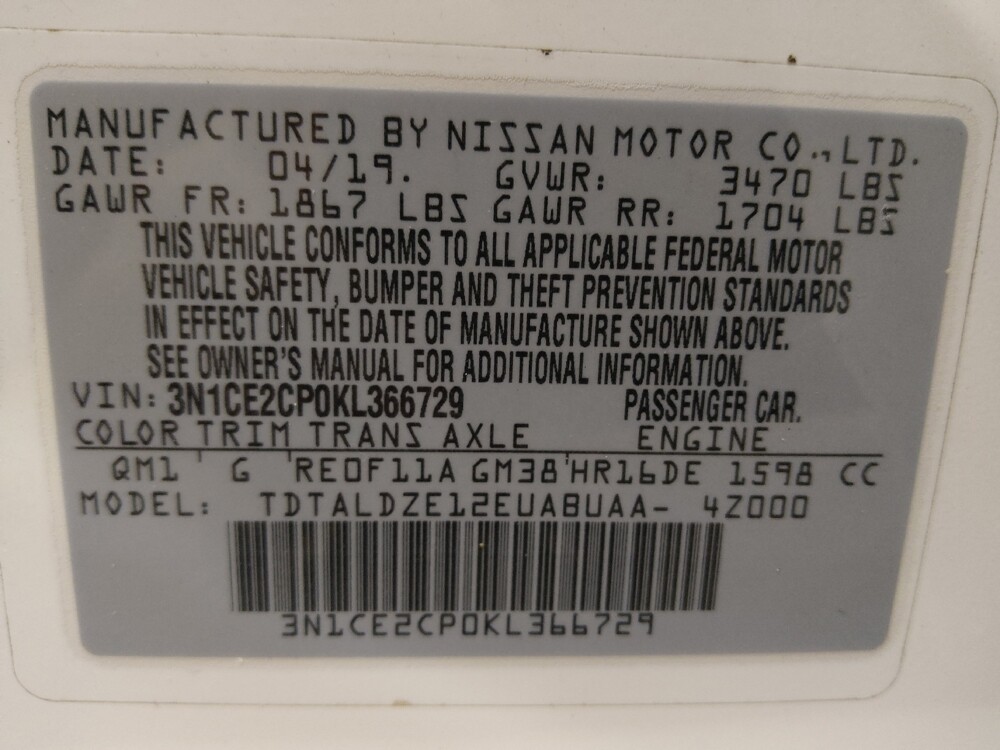 MANUFACTURED BY NISSAN MOTOR CO.,LTD.
DATE: 04/19. GVWR: 3470 LBS
GAWR FR: 1867 LBS GAWR RR: 1704 LBS
THIS VEHICLE CONFORMS TO ALL APPLICABLE FEDERAL MOTOR
VEHICLE SAFETY, BUMPER AND THEFT PREVENTION STANDARDS
IN EFFECT ON THE DATE OF MANUFACTURE SHOWN ABOVE.
SEE OWNER'S MANUAL FOR ADDITIONAL INFORMATION.
VIN: 3N1CE2CP0KL366729 PASSENGER CAR.
COLOR TRIM TRANS AXLE ENGINE
QM1 ' G 'RE0F11A GM38'HR16DE 1598 CC
MODEL: TDTALDZE12EUABUAA- 4Z000
3N1CE2CP0KL366729